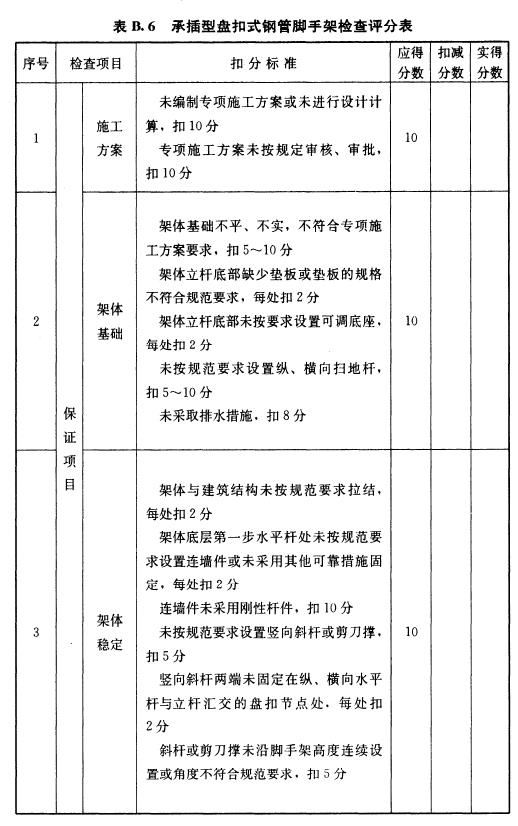 表 B.6 承插型盘扣式钢管脚手架检查评分表
序号 检查项目 扣分标准 应得分数 扣减分数 实得分数
1
保证项目
施工
方案
未编制专项施工方案或未进行设计计
算，扣10分
专项施工方案未按规定审核、审批，
扣10分
10
2
架体
基础
架体基础不平、不实，不符合专项施
工方案要求，扣5～10分
架体立杆底部缺少垫板或垫板的规格
不符合规范要求，每处扣2分
架体立杆底部未按要求设置可调底座，
每处扣2分
未按规范要求设置纵、横向扫地杆，
扣5～10分
未采取排水措施，扣8分
10
3
架体
稳定
架体与建筑结构未按规范要求拉结，
每处扣2分
架体底层第一步水平杆处未按规范要
求设置连墙件或未采用其他可靠措施固
定，每处扣2分
连墙件未采用刚性杆件，扣10分
未按规范要求设置竖向斜杆或剪刀撑，
扣5分
竖向斜杆两端未固定在纵、横向水平
杆与立杆汇交的盘扣节点处，每处扣
2分
斜杆或剪刀撑未沿脚手架高度连续设
置或角度不符合规范要求，扣5分
10